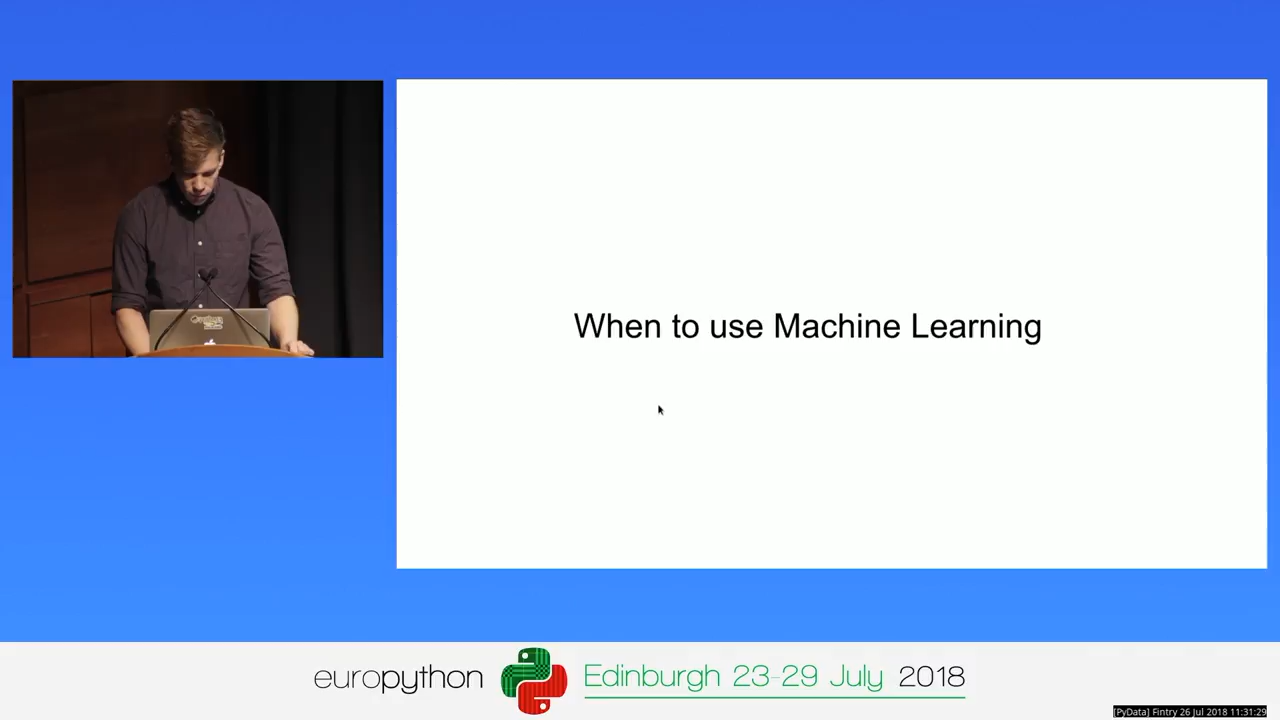 When to use Machine Learning
europython
Edinburgh 23-29 July 2018
[PyData] Fintry 26 Jul 2018 11:31:29